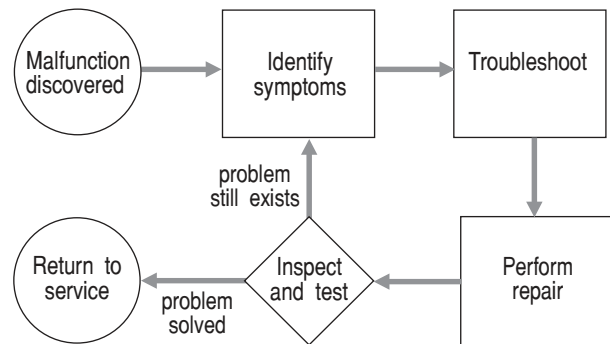 Malfunction
discovered
Identify
symptoms
Troubleshoot
problem
still exists
Return to
service
problem
solved
Inspect
and test
Perform
repair